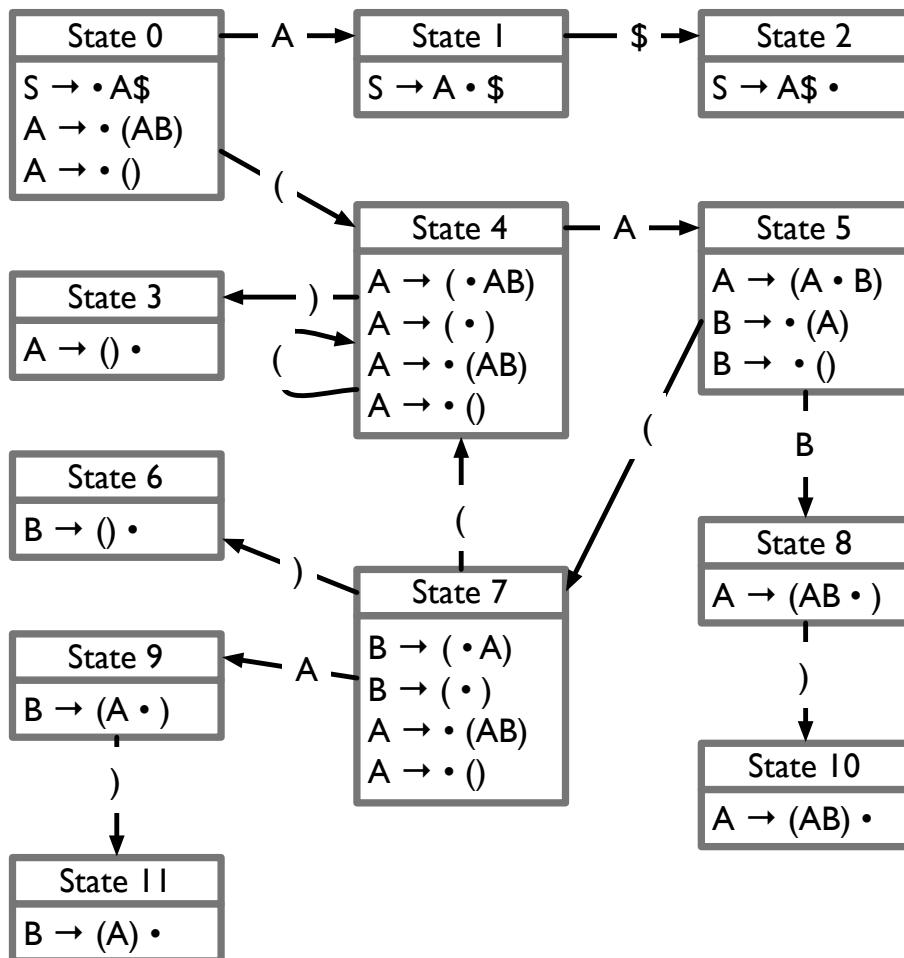 State 0
S → • A$
A → • (AB)
A → • ()
A
State 1
S → A • $
$
State 2
S → A$ •
(
State 4
A → ( • AB)
A → ( • )
A → • (AB)
A → • ()
A
State 5
A → (A • B)
B → • (A)
B → • ()
)
State 3
A → () •
(
(
B
State 6
B → () •
)
(
State 7
B → ( • A)
B → ( • )
A → • (AB)
A → • ()
State 8
A → (AB • )
A
State 9
B → (A • )
)
)
State 10
A → (AB) •
State 11
B → (A) •